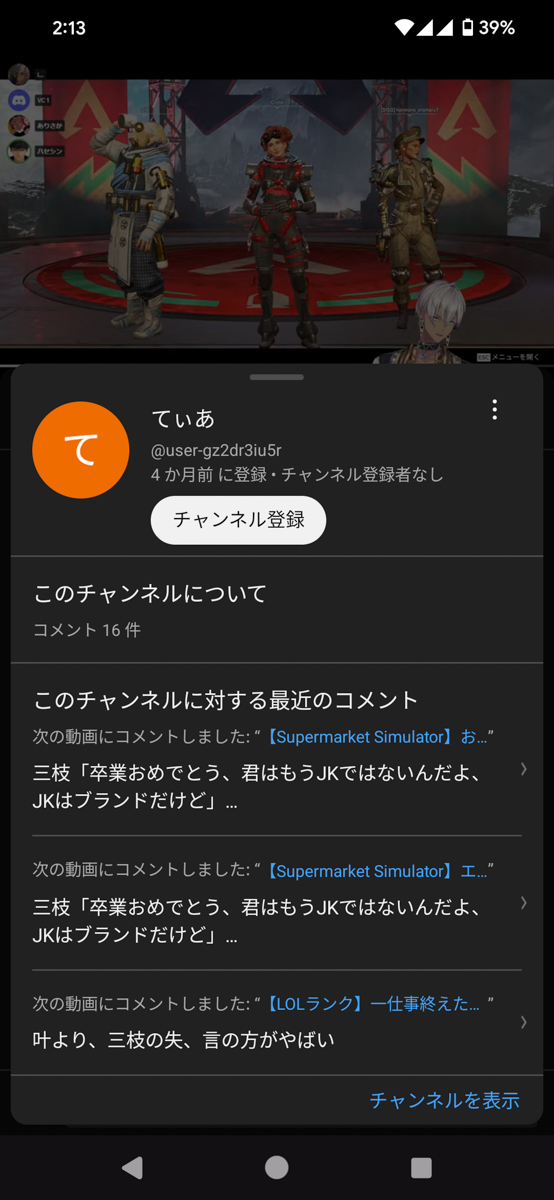 2:13
39%
VC1
ありさか
ハセシン
ESC メニューを開く
て
てぃあ
@user-gz2dr3iu5r
4 か月前 に登録 • チャンネル登録者なし
チャンネル登録
このチャンネルについて
コメント 16 件
このチャンネルに対する最近のコメント
次の動画にコメントしました: “【Supermarket Simulator】お…”
三枝「卒業おめでとう、君はもうJKではないんだよ、
JKはブランドだけど」...
次の動画にコメントしました: “【Supermarket Simulator】エ…”
三枝「卒業おめでとう、君はもうJKではないんだよ、
JKはブランドだけど」...
次の動画にコメントしました: “【LOLランク】一仕事終えた… ”
叶より、三枝の失、言の方がやばい
チャンネルを表示